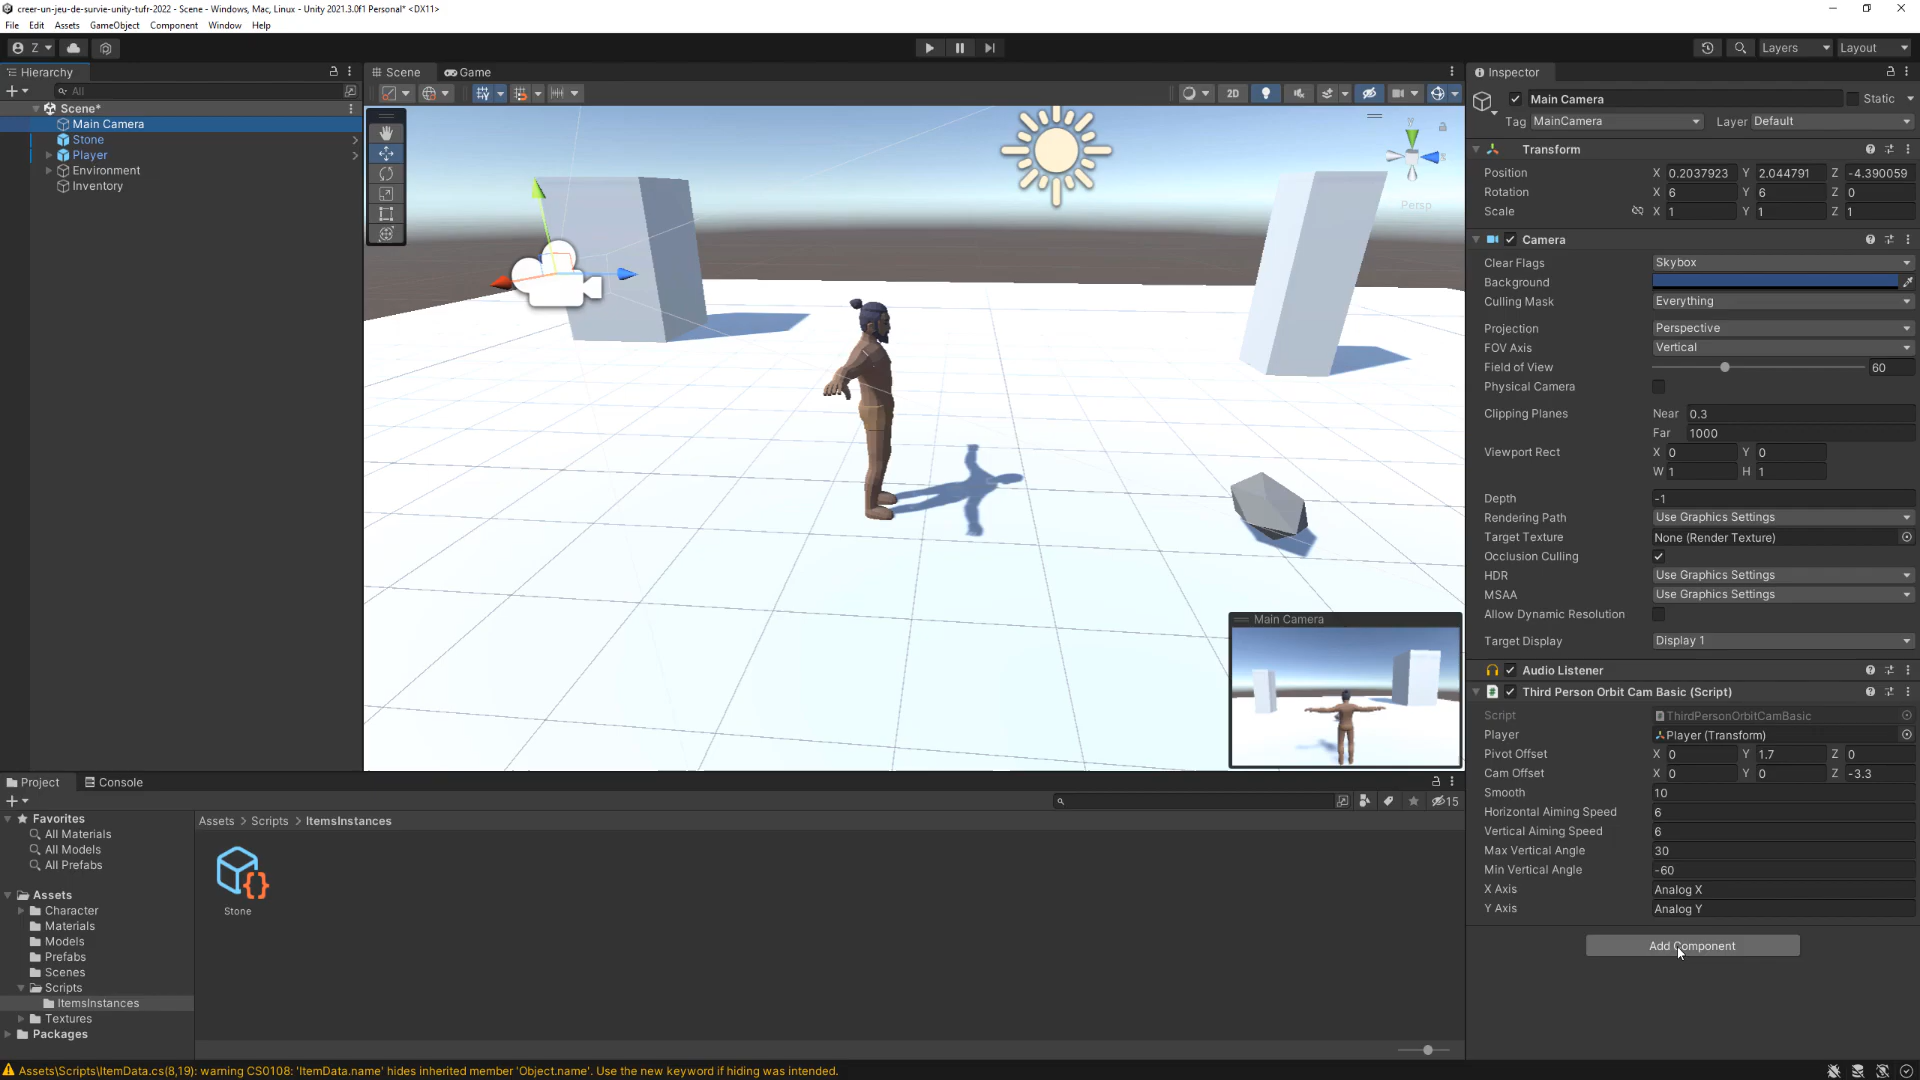 creer-un-jeu-de-survie-unity-tufr-2022 - Scene - Windows, Mac, Linux - Unity 2021.3.0f1 Personal* <DX11>
File Edit Assets GameObject Component Window Help
Z Layers Layout
Hierarchy
All
Scene*
Main Camera
Stone
Player
Environment
Inventory
Scene Game
2D
y
z
Persp
Main Camera
Inspector
Main Camera Static
Tag MainCamera Layer Default
Transform
Position X 0.2037923 Y 2.044791 Z -4.390059
Rotation X 6 Y 6 Z 0
Scale X 1 Y 1 Z 1
Camera
Clear Flags Skybox
Background
Culling Mask Everything
Projection Perspective
FOV Axis Vertical
Field of View 60
Physical Camera
Clipping Planes Near 0.3
Far 1000
Viewport Rect X 0 Y 0
W 1 H 1
Depth -1
Rendering Path Use Graphics Settings
Target Texture None (Render Texture)
Occlusion Culling
HDR Use Graphics Settings
MSAA Use Graphics Settings
Allow Dynamic Resolution
Target Display Display 1
Audio Listener
Third Person Orbit Cam Basic (Script)
Script ThirdPersonOrbitCamBasic
Player Player (Transform)
Pivot Offset X 0 Y 1.7 Z 0
Cam Offset X 0 Y 0 Z -3.3
Smooth 10
Horizontal Aiming Speed 6
Vertical Aiming Speed 6
Max Vertical Angle 30
Min Vertical Angle -60
X Axis Analog X
Y Axis Analog Y
Add Component
Project Console
15
Favorites
All Materials
All Models
All Prefabs
Assets
Character
Materials
Models
Prefabs
Scenes
Scripts
ItemsInstances
Textures
Packages
Assets > Scripts > ItemsInstances
Stone
Assets\Scripts\ItemData.cs(8,19): warning CS0108: 'ItemData.name' hides inherited member 'Object.name'. Use the new keyword if hiding was intended.